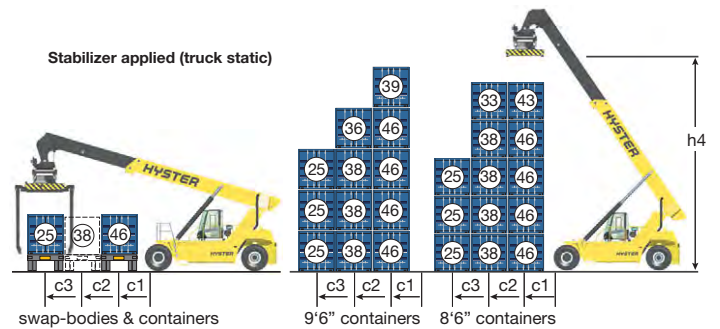 Stabilizer applied (truck static)
39
33 43
36 46
38 46
h4
HYSTER
HYSTER
25 38 46
25 38 46
25 38 46
38 46
25 38 46
25 38 46
25 38 46
HYSTER
HYSTER
c3 c2 c1
c3 c2 c1
c3 c2 c1
swap-bodies & containers
9‘6” containers
8‘6” containers